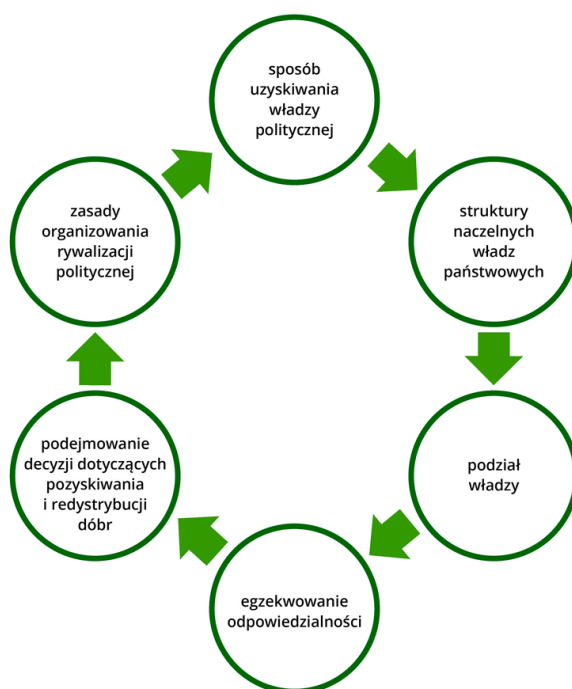 sposób
uzyskiwania
władzy
politycznej
struktury
naczelnych
władz
państwowych
podział
władzy
egzekwowanie
odpowiedzialności
podejmowanie
decyzji dotyczących
pozyskiwania
i redystrybucji
dóbr
zasady
organizowania
rywalizacji
politycznej